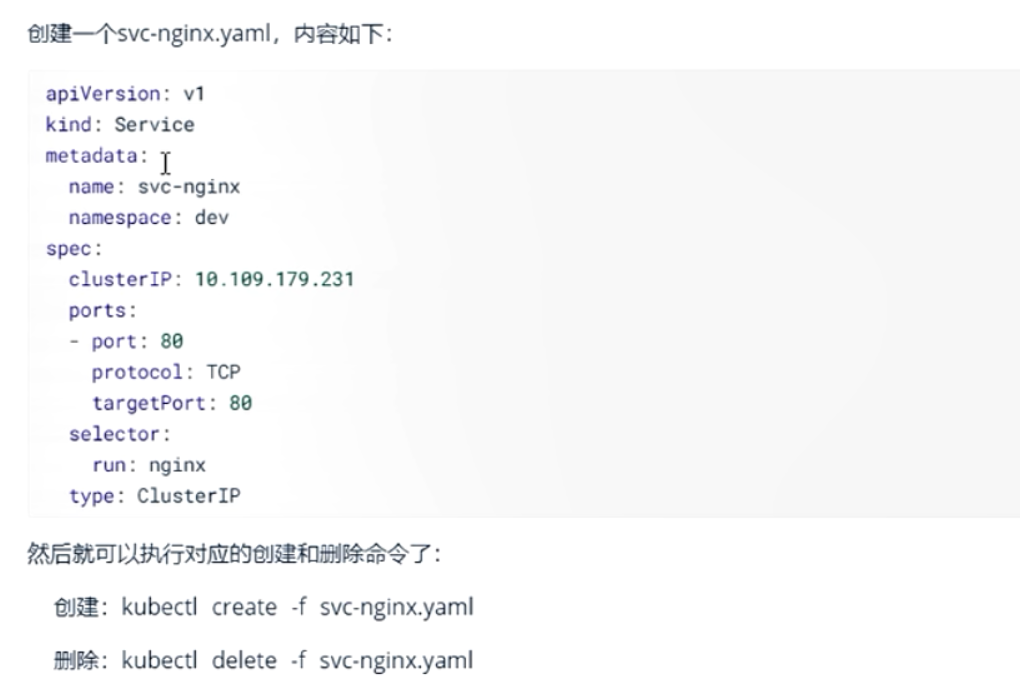 创建一个svc-nginx.yaml，内容如下：
apiVersion: v1
kind: Service
metadata:
  name: svc-nginx
  namespace: dev
spec:
  clusterIP: 10.109.179.231
  ports:
  - port: 80
    protocol: TCP
    targetPort: 80
  selector:
    run: nginx
  type: ClusterIP
然后就可以执行对应的创建和删除命令了：
创建：kubectl create -f svc-nginx.yaml
删除：kubectl delete -f svc-nginx.yaml